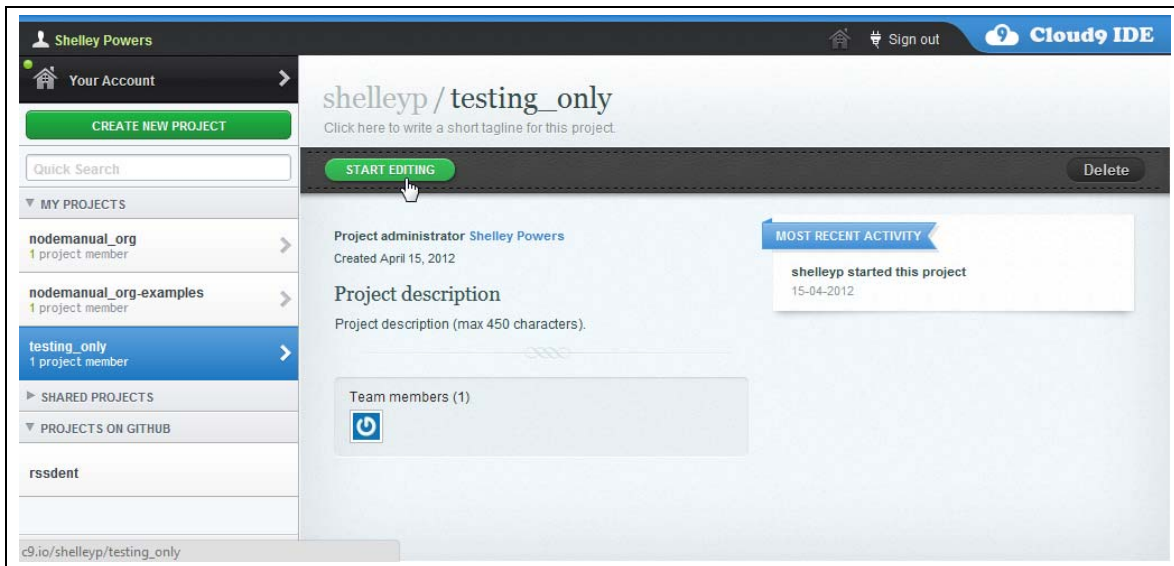 Shelley Powers
Sign out
Cloud9 IDE
Your Account
CREATE NEW PROJECT
Quick Search
MY PROJECTS
nodemanual_org
1 project member
nodemanual_org-examples
1 project member
testing_only
1 project member
SHARED PROJECTS
PROJECTS ON GITHUB
rssdent
c9.io/shelleyp/testing_only
shelleyp / testing_only
Click here to write a short tagline for this project.
START EDITING
Delete
Project administrator Shelley Powers
Created April 15, 2012
Project description
Project description (max 450 characters).
Team members (1)
MOST RECENT ACTIVITY
shelleyp started this project
15-04-2012